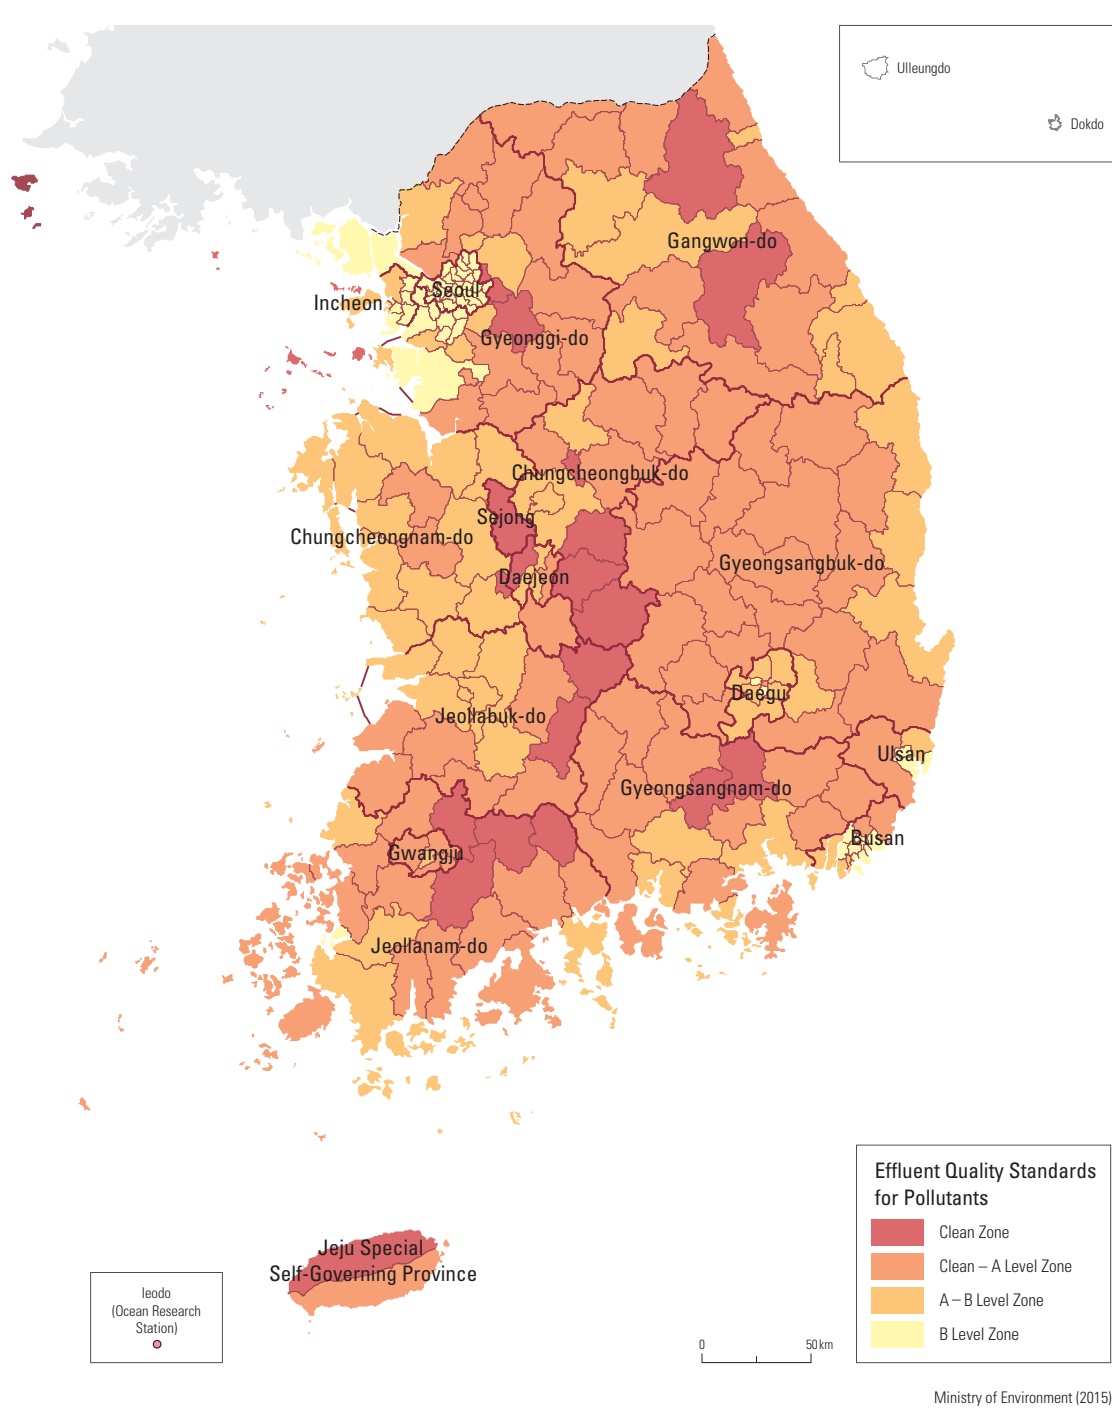 Ulleungdo
Dokdo
Gangwon-do
Seoul
Incheon
Gyeonggi-do
Chungcheongbuk-do
Sejong
Chungcheongnam-do
Gyeongsangbuk-do
Daejeon
Daegu
Jeollabuk-do
Ulsan
Gyeongsangnam-do
Busan
Gwangju
Jeollanam-do
Effluent Quality Standards
for Pollutants
Clean Zone
Clean – A Level Zone
A – B Level Zone
B Level Zone
Jeju Special
Self-Governing Province
Ieodo
(Ocean Research
Station)
0 50 km
Ministry of Environment (2015)